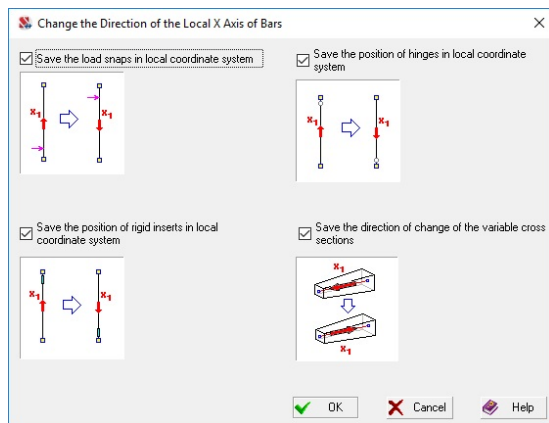 Change the Direction of the Local X Axis of Bars
Save the load snaps in local coordinate system
X1
X1
Save the position of hinges in local coordinate
system
X1
X1
Save the position of rigid inserts in local
coordinate system
X1
X1
Save the direction of change of the variable cross
sections
X1
X1
OK
Cancel
Help